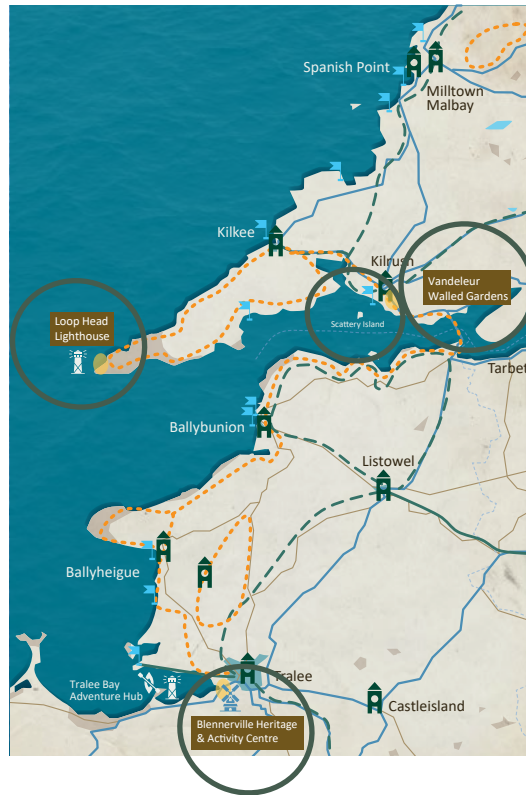 Spanish Point
Milltown
Malbay
Kilkee
Kilrush
Vandeleur
Walled Gardens
Loop Head
Lighthouse
Scattery Island
Tarbert
Ballybunion
Listowel
Ballyheigue
Tralee
Tralee Bay
Adventure Hub
Castleisland
Blennerville Heritage
& Activity Centre